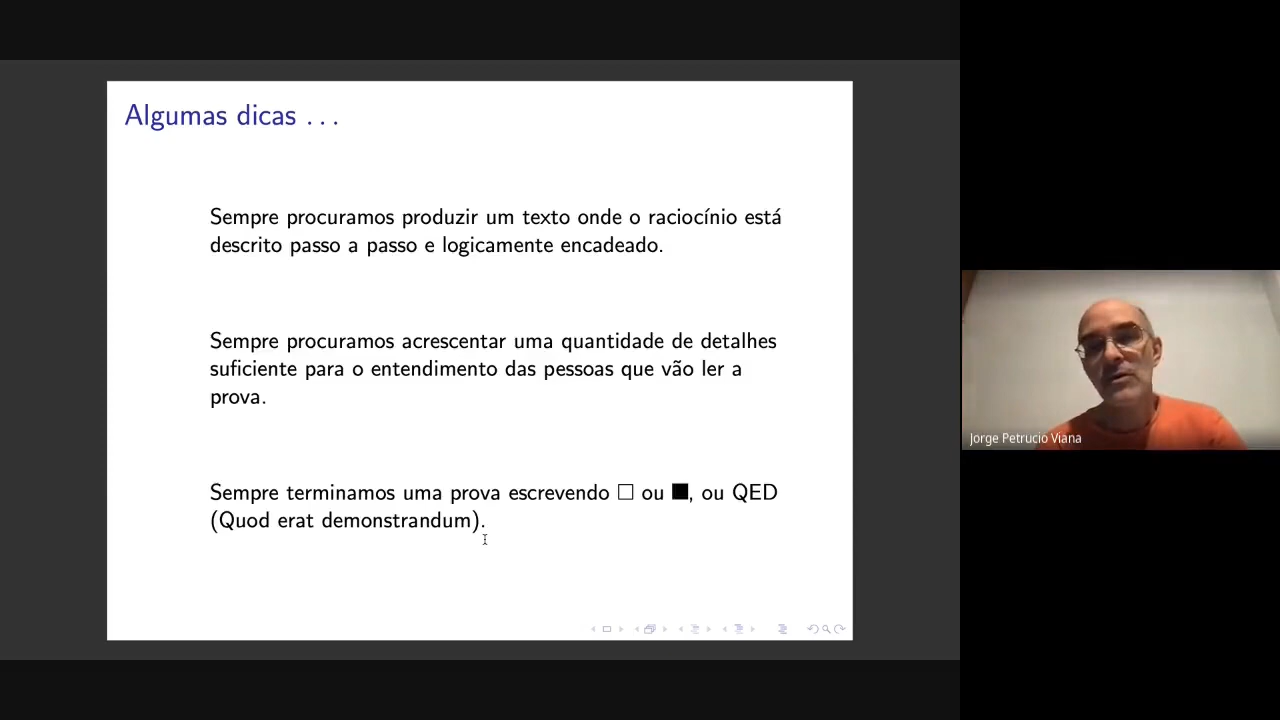 Algumas dicas . . .
Sempre procuramos produzir um texto onde o raciocínio está
descrito passo a passo e logicamente encadeado.
Sempre procuramos acrescentar uma quantidade de detalhes
suficiente para o entendimento das pessoas que vão ler a
prova.
Sempre terminamos uma prova escrevendo □ ou ■, ou QED
(Quod erat demonstrandum).
Jorge Petrucio Viana